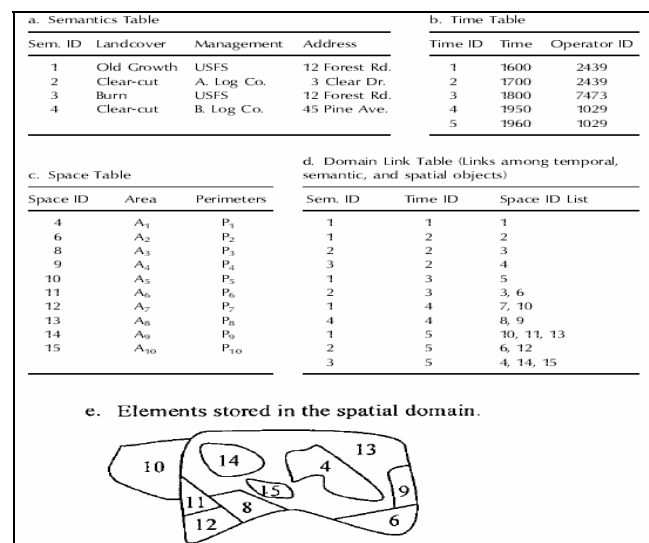 a. Semantics Table
Sem. ID Landcover Management Address
1 Old Growth USFS 12 Forest Rd.
2 Clear-cut A. Log Co. 3 Clear Dr.
3 Burn USFS 12 Forest Rd.
4 Clear-cut B. Log Co. 45 Pine Ave.
b. Time Table
Time ID Time Operator ID
1 1600 2439
2 1700 2439
3 1800 7473
4 1950 1029
5 1960 1029
c. Space Table
Space ID Area Perimeters
4 A₁ P₁
6 A₂ P₂
8 A₃ P₃
9 A₄ P₄
10 A₅ P₅
11 A₆ P₆
12 A₇ P₇
13 A₈ P₈
14 A₉ P₉
15 A₁₀ P₁₀
d. Domain Link Table (Links among temporal,
semantic, and spatial objects)
Sem. ID Time ID Space ID List
1 1 1
1 2 2
2 2 3
3 2 4
1 3 5
2 3 3, 6
1 4 7, 10
4 4 8, 9
1 5 10, 11, 13
2 5 6, 12
3 5 4, 14, 15
e. Elements stored in the spatial domain.
10 14 4 13
15 9
11 8
12 6